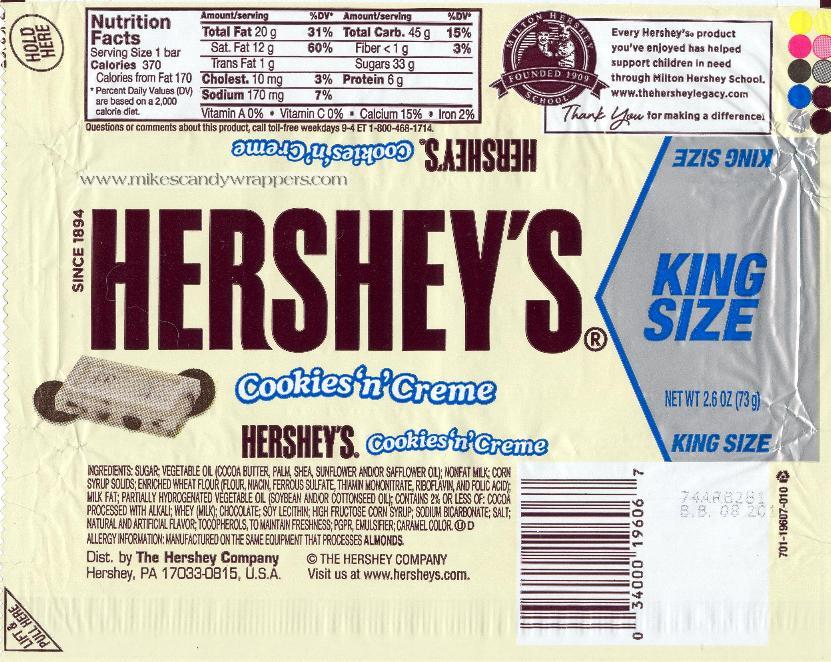 HOLD HERE
Nutrition Facts
Serving Size 1 bar
Calories 370
Calories from Fat 170
* Percent Daily Values (DV) are based on a 2,000 calorie diet.
Amount/serving %DV* Amount/serving %DV*
Total Fat 20 g 31% Total Carb. 45 g 15%
Sat. Fat 12 g 60% Fiber < 1 g 3%
Trans Fat 1 g Sugars 33 g
Cholest. 10 mg 3% Protein 6 g
Sodium 170 mg 7%
Vitamin A 0% • Vitamin C 0% • Calcium 15% • Iron 2%
Questions or comments about this product, call toll-free weekdays 9-4 ET 1-800-468-1714.
MILTON HERSHEY
FOUNDED 1909
SCHOOL
Every Hershey's® product
you've enjoyed has helped
support children in need
through Milton Hershey School.
www.thehersheylegacy.com
Thank You for making a difference!
HERSHEY'S. Cookies 'n' Creme
KING SIZE
www.mikescandywrappers.com
SINCE 1894
HERSHEY'S®
KING
SIZE
Cookies 'n' Creme
NET WT 2.6 OZ (73 g)
HERSHEY'S. Cookies 'n' Creme
KING SIZE
INGREDIENTS: SUGAR; VEGETABLE OIL (COCOA BUTTER, PALM, SHEA, SUNFLOWER AND/OR SAFFLOWER OIL); NONFAT MILK; CORN
SYRUP SOLIDS; ENRICHED WHEAT FLOUR (FLOUR, NIACIN, FERROUS SULFATE, THIAMIN MONONITRATE, RIBOFLAVIN, AND FOLIC ACID);
MILK FAT; PARTIALLY HYDROGENATED VEGETABLE OIL (SOYBEAN AND/OR COTTONSEED OIL); CONTAINS 2% OR LESS OF: COCOA
PROCESSED WITH ALKALI; WHEY (MILK); CHOCOLATE; SOY LECITHIN; HIGH FRUCTOSE CORN SYRUP; SODIUM BICARBONATE; SALT;
NATURAL AND ARTIFICIAL FLAVOR; TOCOPHEROLS, TO MAINTAIN FRESHNESS; PGPR, EMULSIFIER; CARAMEL COLOR. Ⓤ D
ALLERGY INFORMATION: MANUFACTURED ON THE SAME EQUIPMENT THAT PROCESSES ALMONDS.
Dist. by The Hershey Company
Hershey, PA 17033-0815, U.S.A.
© THE HERSHEY COMPANY
Visit us at www.hersheys.com.
0 34000 19606 7
B.B. 08 20
701-19607-010
LIFT & PULL HERE